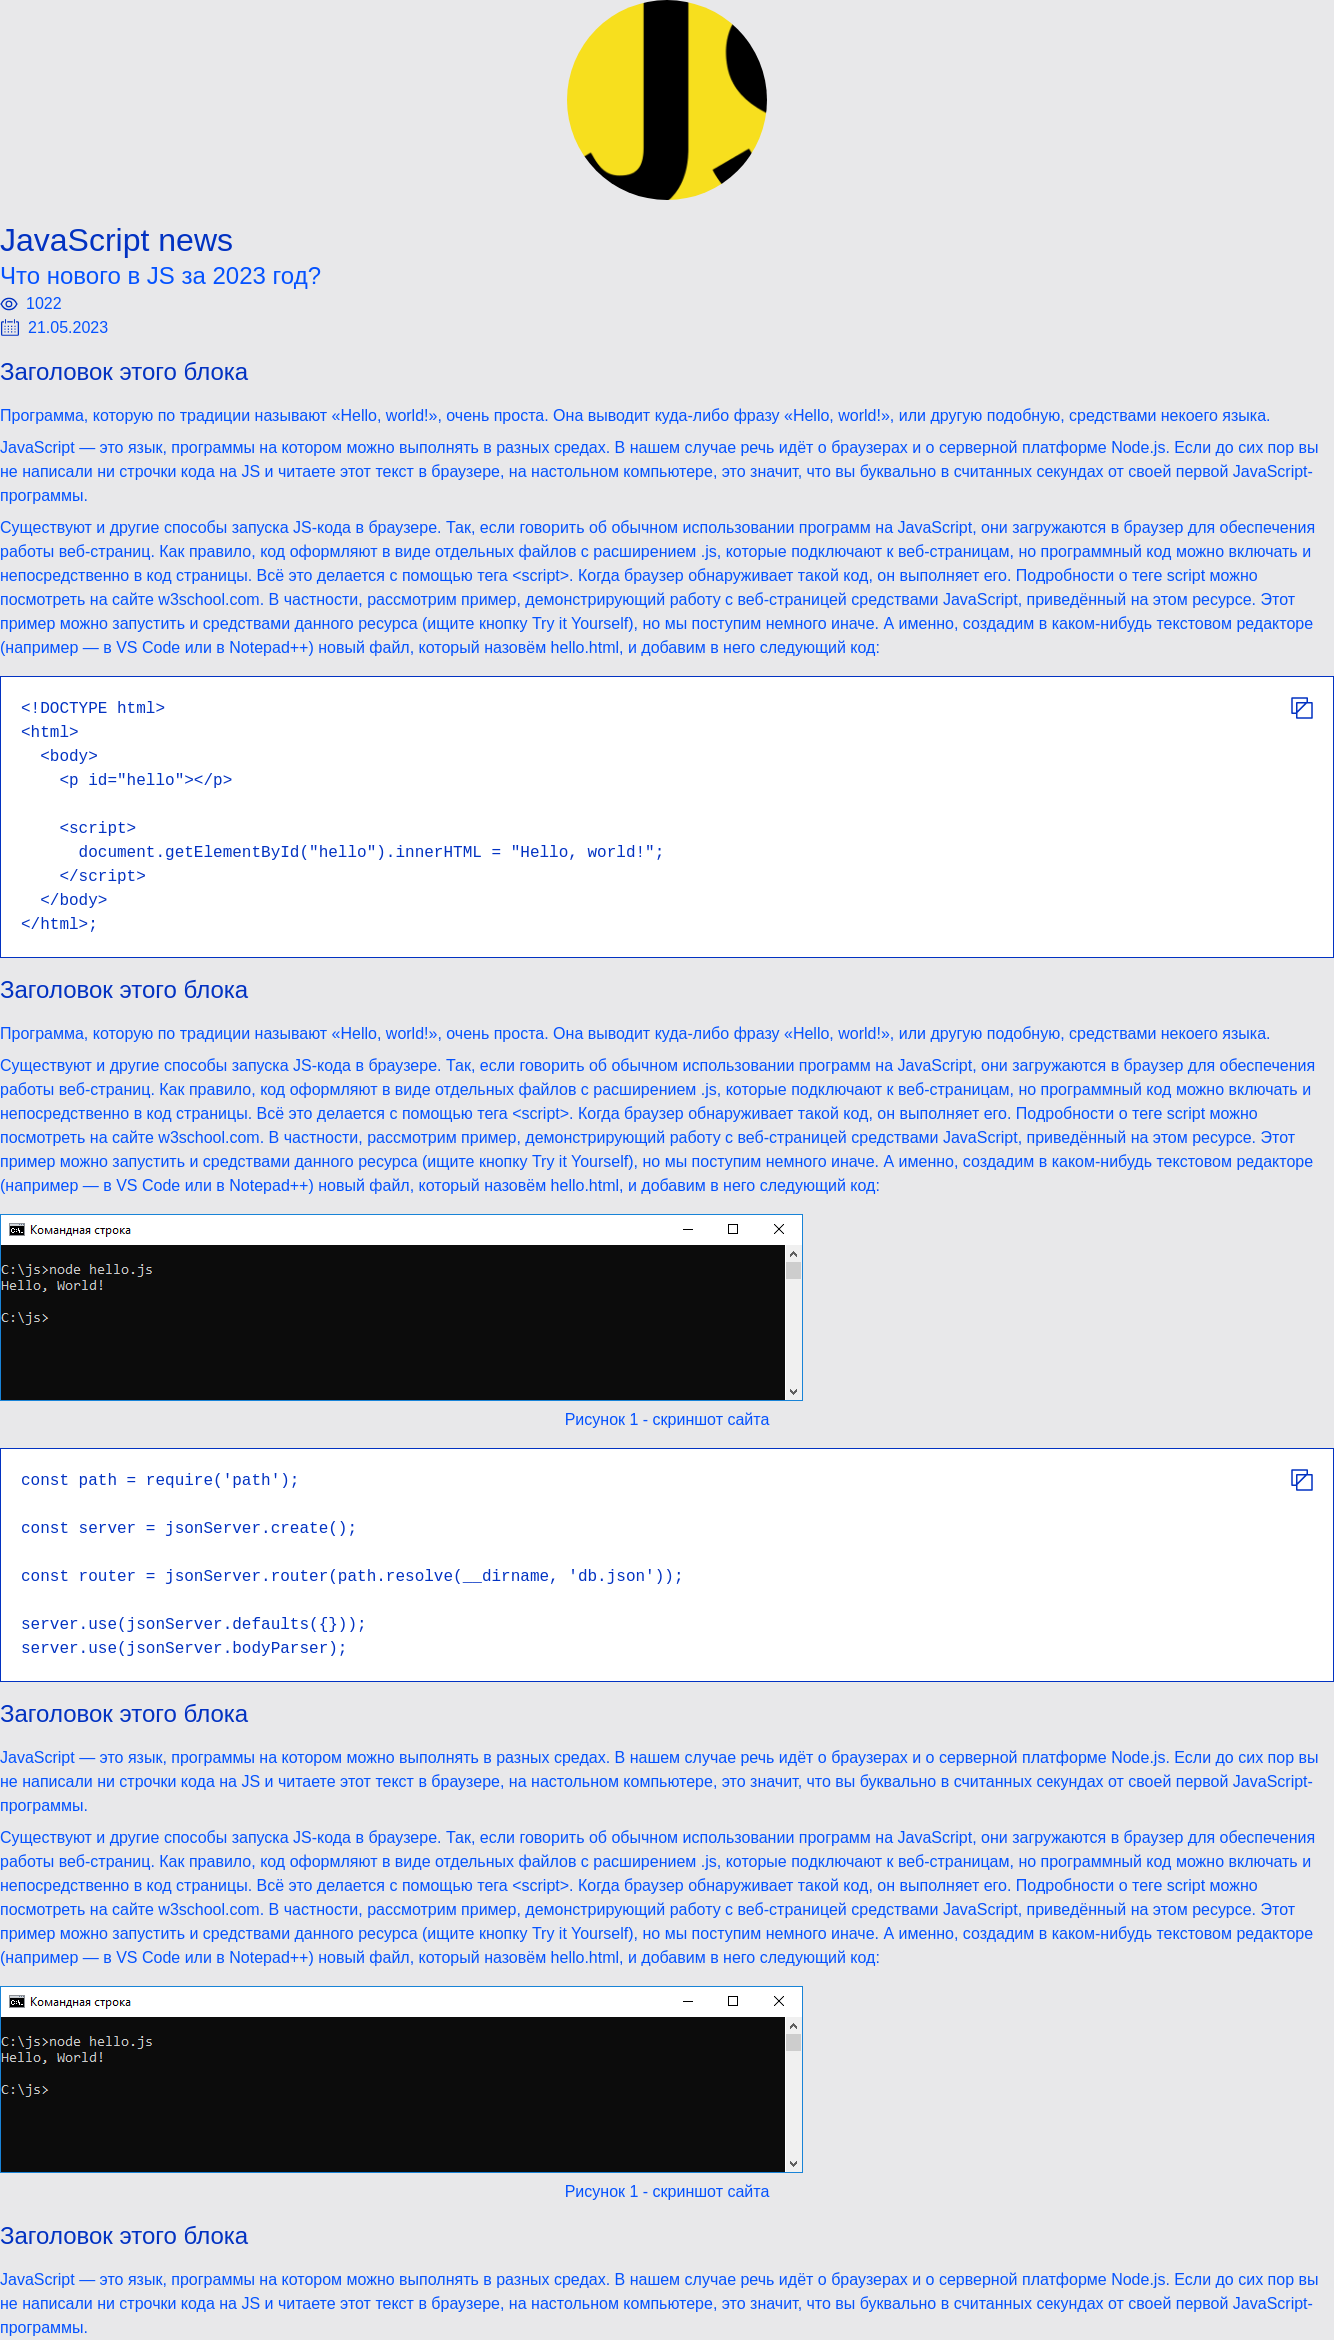 JS
JavaScript news
Что нового в JS за 2023 год?
1022
21.05.2023
Заголовок этого блока
Программа, которую по традиции называют «Hello, world!», очень проста. Она выводит куда-либо фразу «Hello, world!», или другую подобную, средствами некоего языка.
JavaScript — это язык, программы на котором можно выполнять в разных средах. В нашем случае речь идёт о браузерах и о серверной платформе Node.js. Если до сих пор вы
не написали ни строчки кода на JS и читаете этот текст в браузере, на настольном компьютере, это значит, что вы буквально в считанных секундах от своей первой JavaScript-
программы.
Существуют и другие способы запуска JS-кода в браузере. Так, если говорить об обычном использовании программ на JavaScript, они загружаются в браузер для обеспечения
работы веб-страниц. Как правило, код оформляют в виде отдельных файлов с расширением .js, которые подключают к веб-страницам, но программный код можно включать и
непосредственно в код страницы. Всё это делается с помощью тега <script>. Когда браузер обнаруживает такой код, он выполняет его. Подробности о теге script можно
посмотреть на сайте w3school.com. В частности, рассмотрим пример, демонстрирующий работу с веб-страницей средствами JavaScript, приведённый на этом ресурсе. Этот
пример можно запустить и средствами данного ресурса (ищите кнопку Try it Yourself), но мы поступим немного иначе. А именно, создадим в каком-нибудь текстовом редакторе
(например — в VS Code или в Notepad++) новый файл, который назовём hello.html, и добавим в него следующий код:
<!DOCTYPE html>
<html>
  <body>
    <p id="hello"></p>

    <script>
      document.getElementById("hello").innerHTML = "Hello, world!";
    </script>
  </body>
</html>;
Заголовок этого блока
Программа, которую по традиции называют «Hello, world!», очень проста. Она выводит куда-либо фразу «Hello, world!», или другую подобную, средствами некоего языка.
Существуют и другие способы запуска JS-кода в браузере. Так, если говорить об обычном использовании программ на JavaScript, они загружаются в браузер для обеспечения
работы веб-страниц. Как правило, код оформляют в виде отдельных файлов с расширением .js, которые подключают к веб-страницам, но программный код можно включать и
непосредственно в код страницы. Всё это делается с помощью тега <script>. Когда браузер обнаруживает такой код, он выполняет его. Подробности о теге script можно
посмотреть на сайте w3school.com. В частности, рассмотрим пример, демонстрирующий работу с веб-страницей средствами JavaScript, приведённый на этом ресурсе. Этот
пример можно запустить и средствами данного ресурса (ищите кнопку Try it Yourself), но мы поступим немного иначе. А именно, создадим в каком-нибудь текстовом редакторе
(например — в VS Code или в Notepad++) новый файл, который назовём hello.html, и добавим в него следующий код:
Командная строка
C:\js>node hello.js
Hello, World!
C:\js>
Рисунок 1 - скриншот сайта
const path = require('path');

const server = jsonServer.create();

const router = jsonServer.router(path.resolve(__dirname, 'db.json'));

server.use(jsonServer.defaults({}));
server.use(jsonServer.bodyParser);
Заголовок этого блока
JavaScript — это язык, программы на котором можно выполнять в разных средах. В нашем случае речь идёт о браузерах и о серверной платформе Node.js. Если до сих пор вы
не написали ни строчки кода на JS и читаете этот текст в браузере, на настольном компьютере, это значит, что вы буквально в считанных секундах от своей первой JavaScript-
программы.
Существуют и другие способы запуска JS-кода в браузере. Так, если говорить об обычном использовании программ на JavaScript, они загружаются в браузер для обеспечения
работы веб-страниц. Как правило, код оформляют в виде отдельных файлов с расширением .js, которые подключают к веб-страницам, но программный код можно включать и
непосредственно в код страницы. Всё это делается с помощью тега <script>. Когда браузер обнаруживает такой код, он выполняет его. Подробности о теге script можно
посмотреть на сайте w3school.com. В частности, рассмотрим пример, демонстрирующий работу с веб-страницей средствами JavaScript, приведённый на этом ресурсе. Этот
пример можно запустить и средствами данного ресурса (ищите кнопку Try it Yourself), но мы поступим немного иначе. А именно, создадим в каком-нибудь текстовом редакторе
(например — в VS Code или в Notepad++) новый файл, который назовём hello.html, и добавим в него следующий код:
Командная строка
C:\js>node hello.js
Hello, World!
C:\js>
Рисунок 1 - скриншот сайта
Заголовок этого блока
JavaScript — это язык, программы на котором можно выполнять в разных средах. В нашем случае речь идёт о браузерах и о серверной платформе Node.js. Если до сих пор вы
не написали ни строчки кода на JS и читаете этот текст в браузере, на настольном компьютере, это значит, что вы буквально в считанных секундах от своей первой JavaScript-
программы.